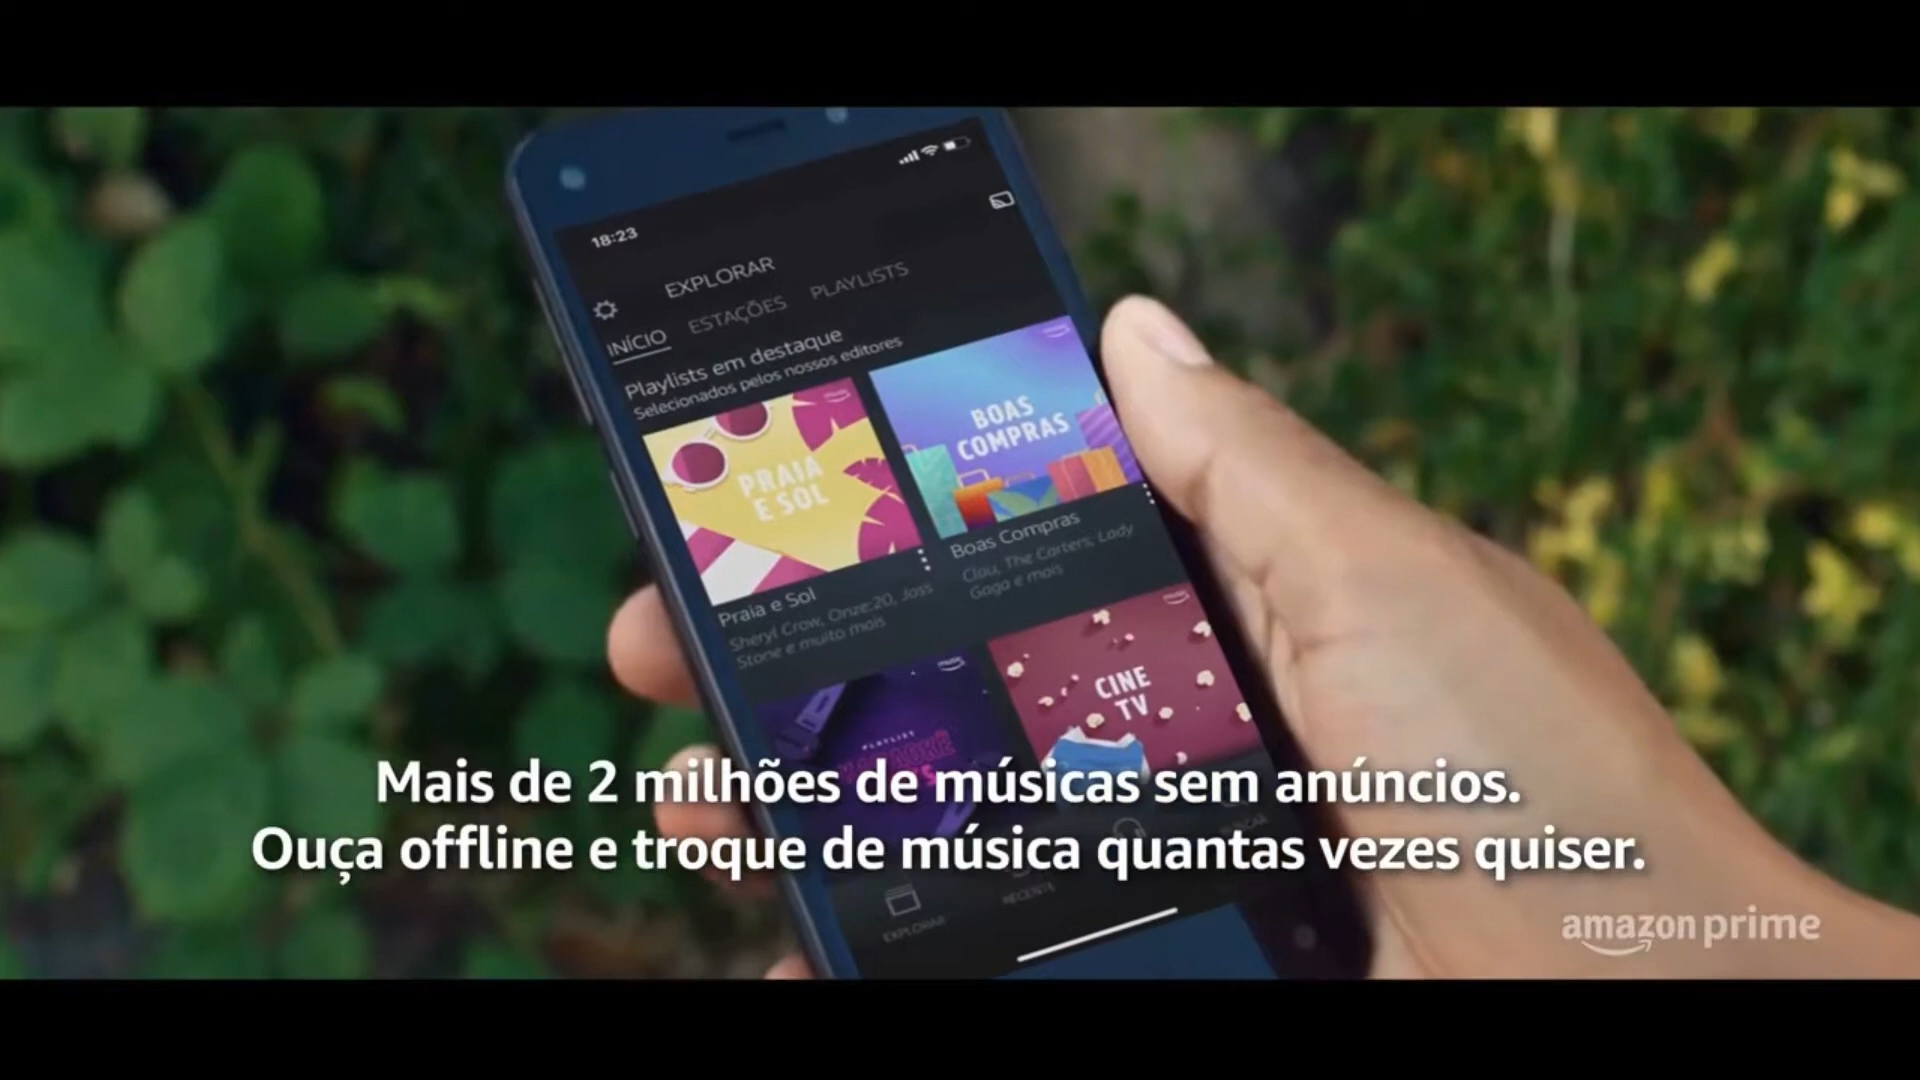 18:23
EXPLORAR
INÍCIO ESTAÇÕES PLAYLISTS
Playlists em destaque
Selecionados pelos nossos editores
PRAIA
E SOL
BOAS
COMPRAS
Praia e Sol
Sheryl Crow, Onze:20, Joss
Stone e muito mais
Boas Compras
Clau, The Carters, Lady
Gaga e mais
music
PLAYLIST
music
CINE
TV
Mais de 2 milhões de músicas sem anúncios.
Ouça offline e troque de música quantas vezes quiser.
EXPLORAR
RECENTE
amazon prime